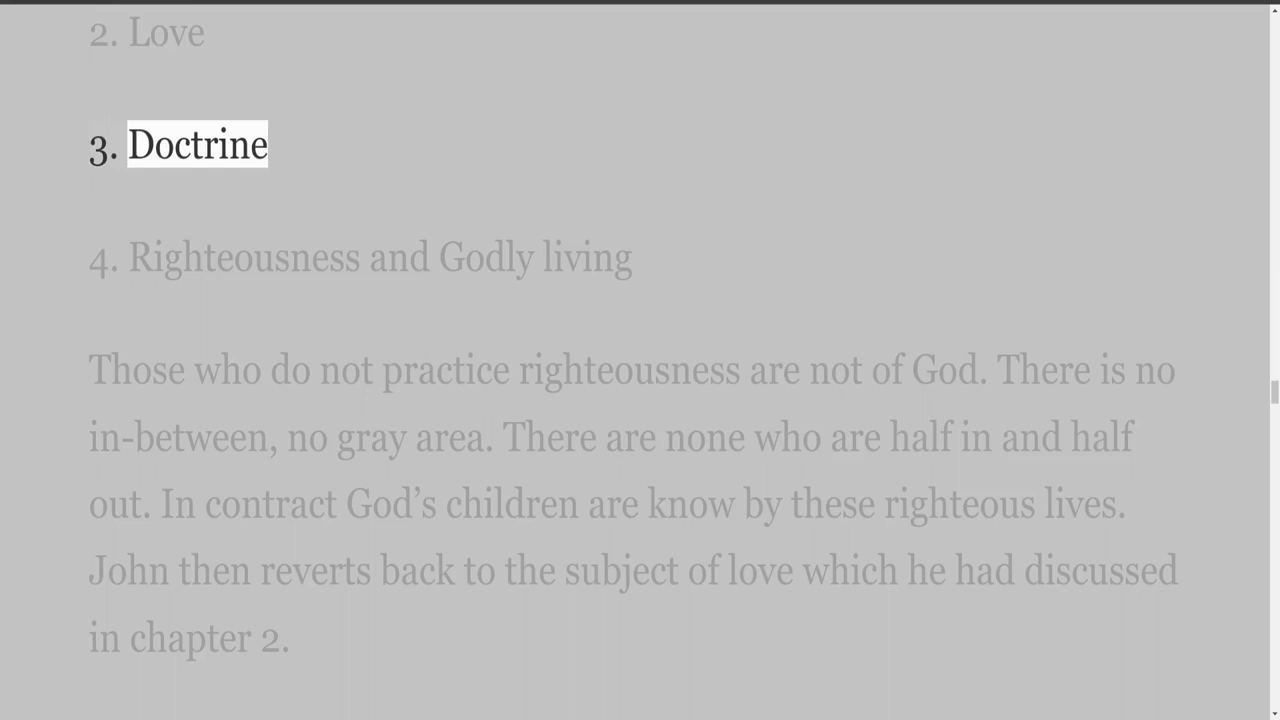 2. Love
3. Doctrine
4. Righteousness and Godly living
Those who do not practice righteousness are not of God. There is no
in-between, no gray area. There are none who are half in and half
out. In contract God’s children are know by these righteous lives.
John then reverts back to the subject of love which he had discussed
in chapter 2.